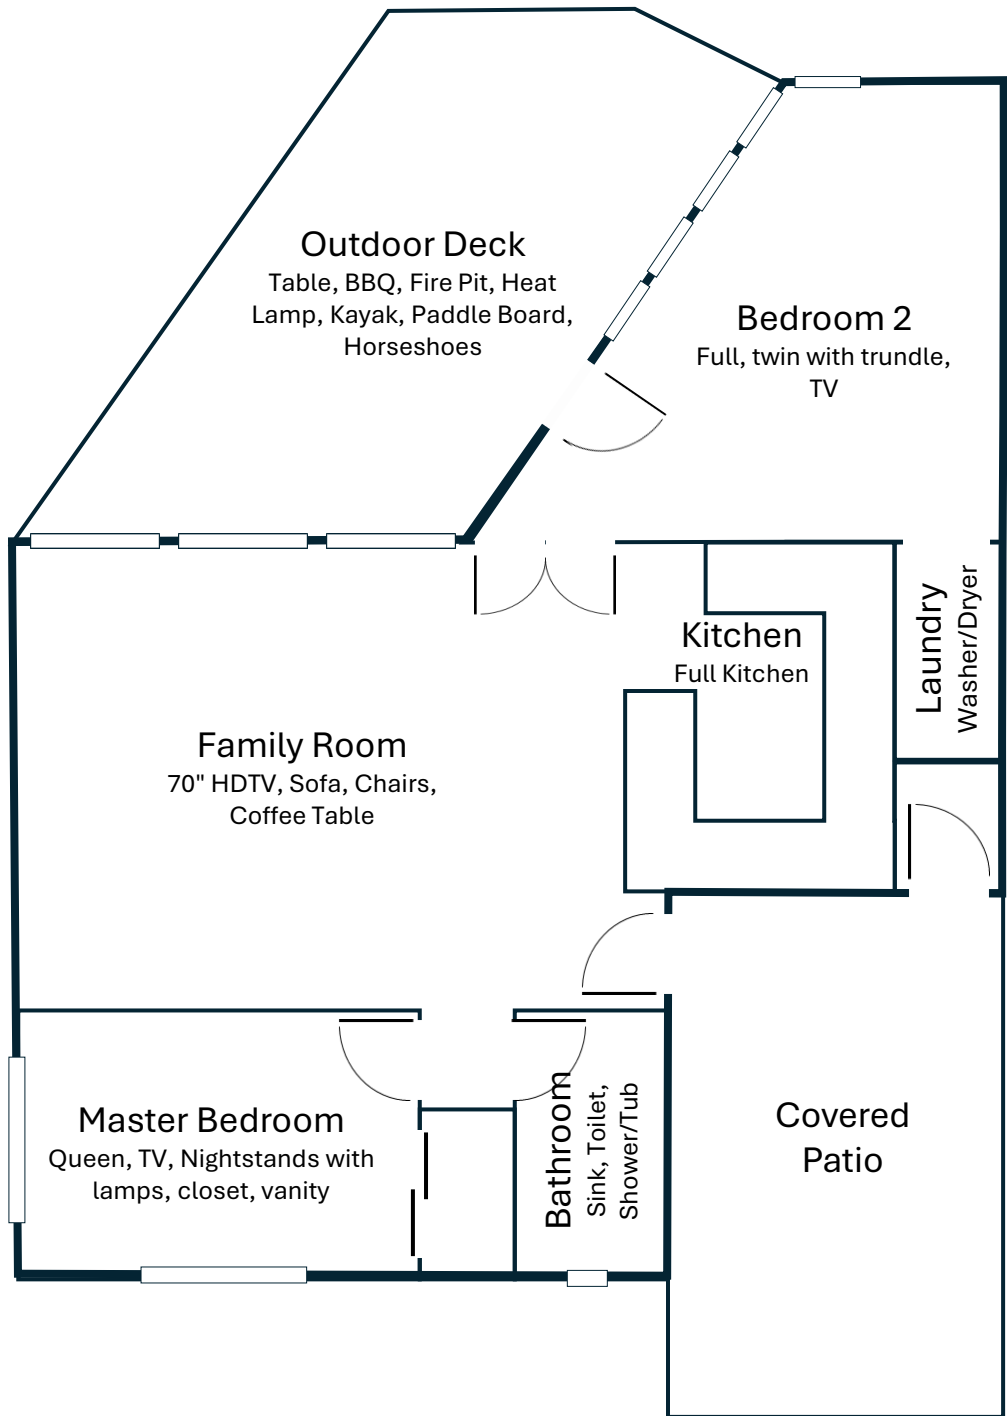 Outdoor Deck
Table, BBQ, Fire Pit, Heat
Lamp, Kayak, Paddle Board,
Horseshoes
Bedroom 2
Full, twin with trundle,
TV
Kitchen
Full Kitchen
Laundry
Washer/Dryer
Family Room
70" HDTV, Sofa, Chairs,
Coffee Table
Master Bedroom
Queen, TV, Nightstands with
lamps, closet, vanity
Bathroom
Sink, Toilet,
Shower/Tub
Covered
Patio